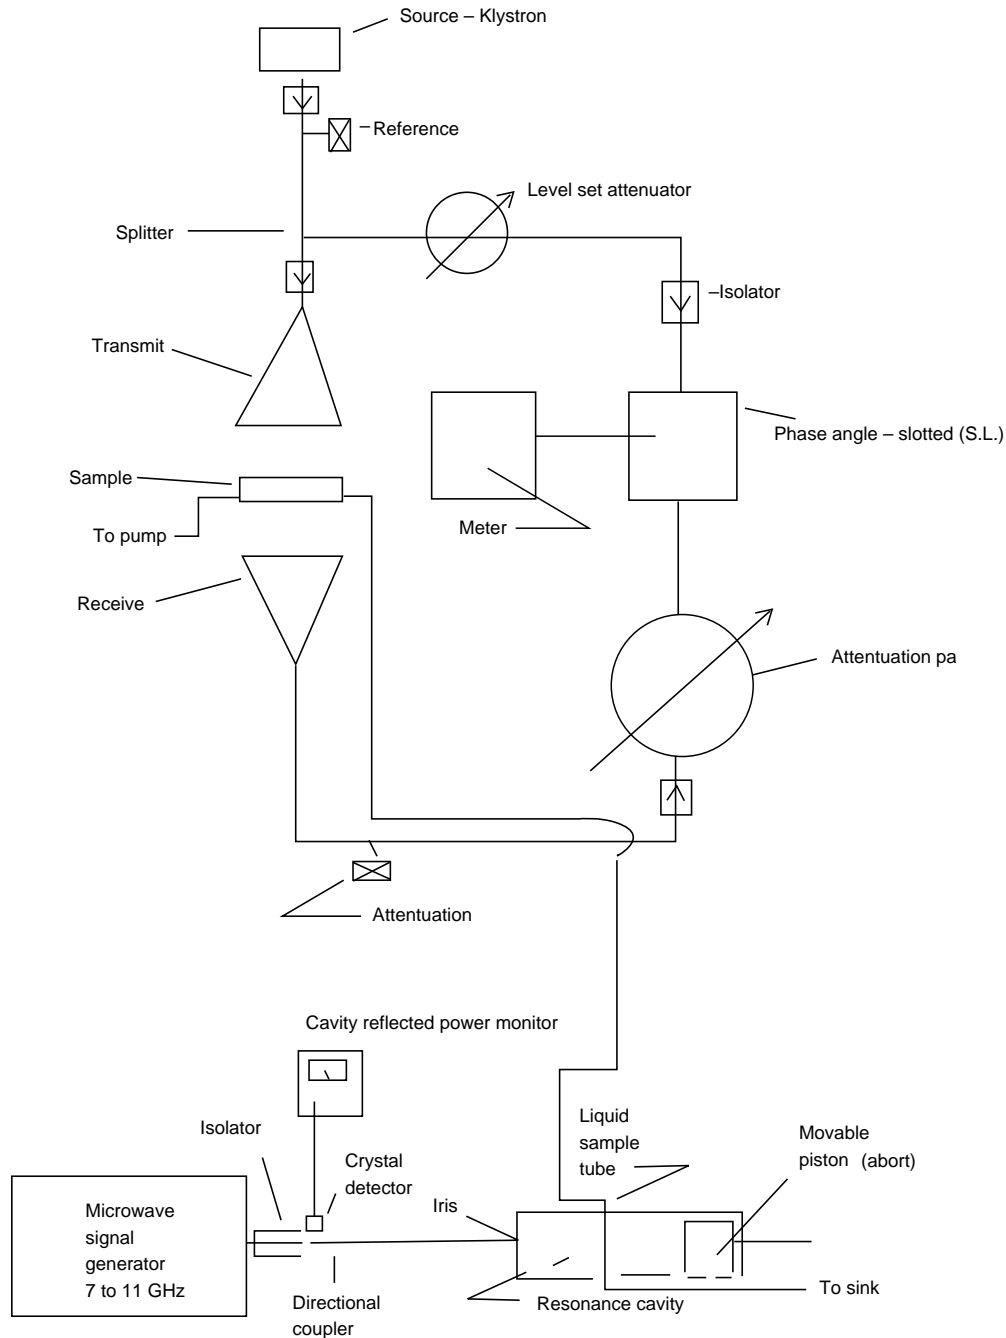 Source – Klystron
–Reference
Level set attenuator
Splitter
–Isolator
Transmit
Phase angle – slotted (S.L.)
Sample
Meter
To pump
Receive
Attentuation pa
Attentuation
Cavity reflected power monitor
Isolator
Crystal
detector
Liquid
sample
tube
Movable
piston (abort)
Iris
Microwave
signal
generator
7 to 11 GHz
To sink
Directional
coupler
Resonance cavity